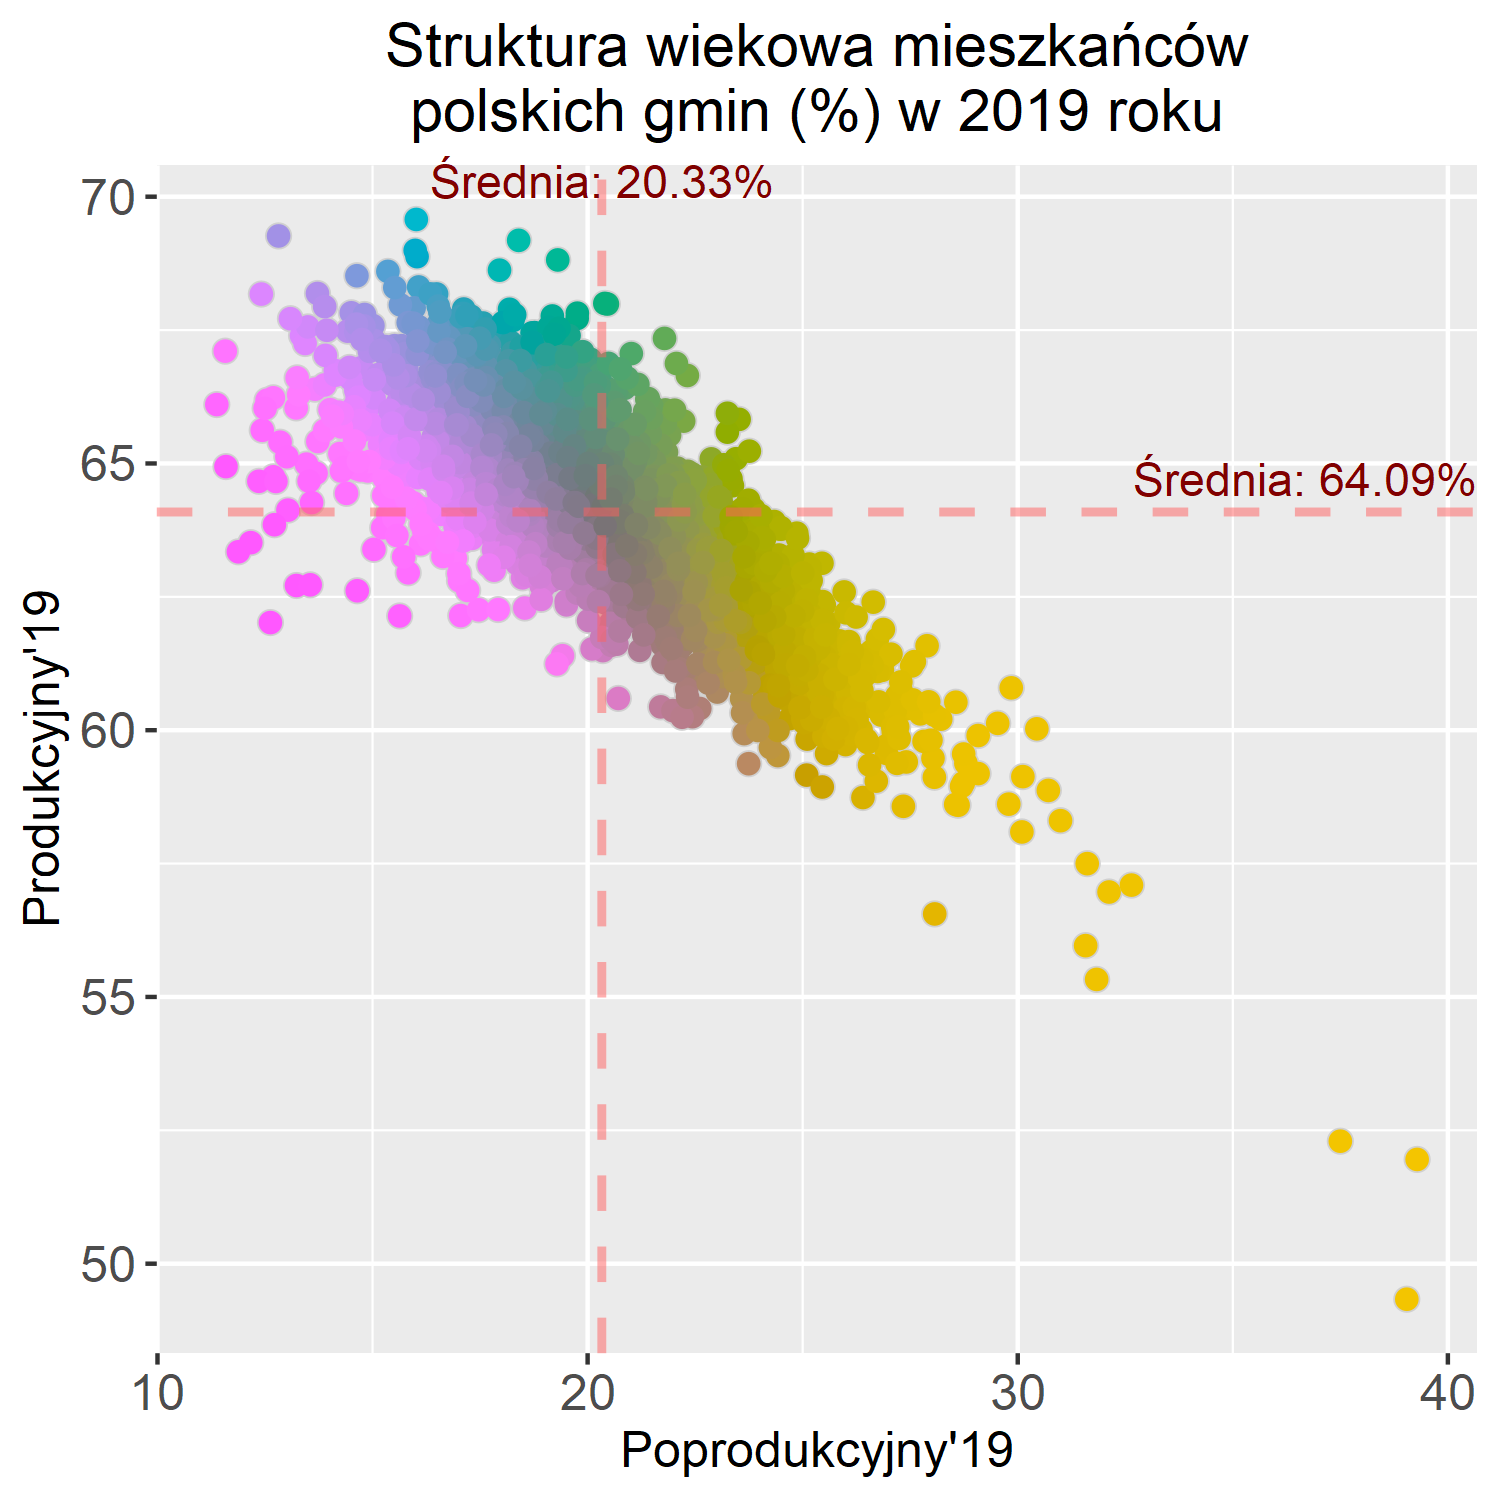 Struktura wiekowa mieszkańców
polskich gmin (%) w 2019 roku
Średnia: 20.33%
70
65
Średnia: 64.09%
60
55
50
Produkcyjny'19
10
20
30
40
Poprodukcyjny'19